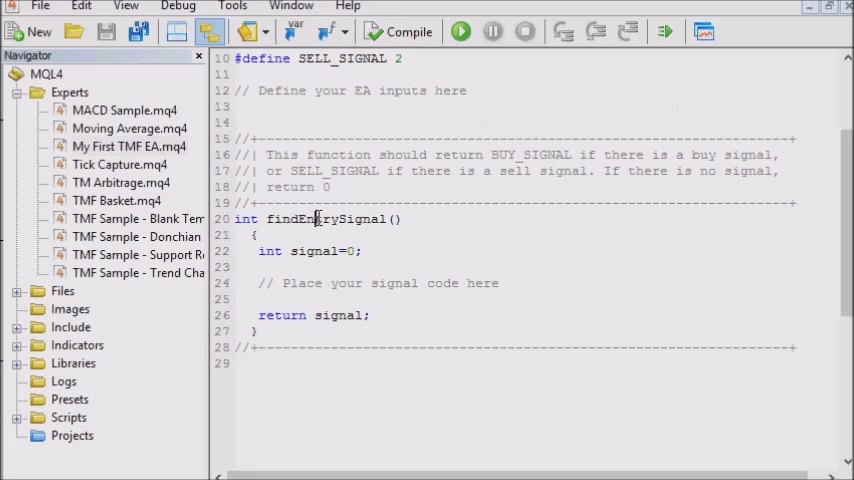 File Edit View Debug Tools Window Help
New Compile
Navigator
MQL4
Experts
MACD Sample.mq4
Moving Average.mq4
My First TMF EA.mq4
Tick Capture.mq4
TM Arbitrage.mq4
TMF Basket.mq4
TMF Sample - Blank Tem
TMF Sample - Donchian
TMF Sample - Support Re
TMF Sample - Trend Cha
Files
Images
Include
Indicators
Libraries
Logs
Presets
Scripts
Projects
10 #define SELL_SIGNAL 2
11
12 // Define your EA inputs here
13
14
15 //+------------------------------------------------------------------+
16 //| This function should return BUY_SIGNAL if there is a buy signal,
17 //| or SELL_SIGNAL if there is a sell signal. If there is no signal,
18 //| return 0
19 //+------------------------------------------------------------------+
20 int findEntrySignal()
21 {
22 int signal=0;
23
24 // Place your signal code here
25
26 return signal;
27 }
28 //+------------------------------------------------------------------+
29